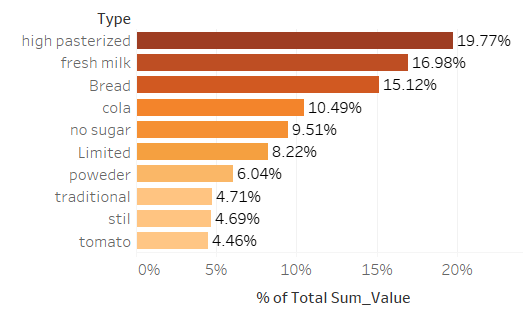 Type
high pasterized 19.77%
fresh milk 16.98%
Bread 15.12%
cola 10.49%
no sugar 9.51%
Limited 8.22%
poweder 6.04%
traditional 4.71%
stil 4.69%
tomato 4.46%
0% 5% 10% 15% 20%
% of Total Sum_Value